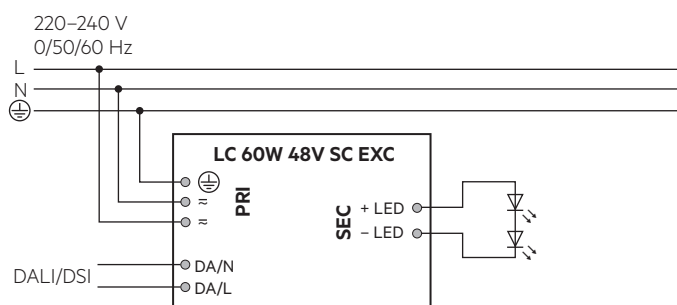 220–240 V
0/50/60 Hz
L
N
LC 60W 48V SC EXC
PRI
≂
≂
SEC
+ LED
– LED
DALI/DSI
DA/N
DA/L